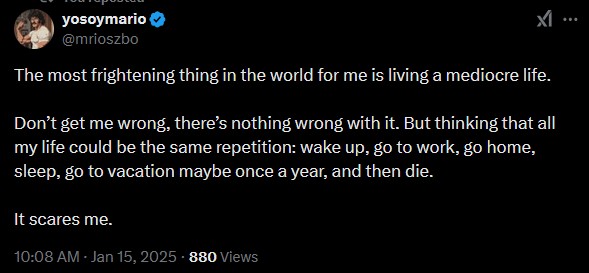 You reposted
yosoymario
@mrioszbo
The most frightening thing in the world for me is living a mediocre life.
Don’t get me wrong, there’s nothing wrong with it. But thinking that all
my life could be the same repetition: wake up, go to work, go home,
sleep, go to vacation maybe once a year, and then die.
It scares me.
10:08 AM · Jan 15, 2025 · 880 Views